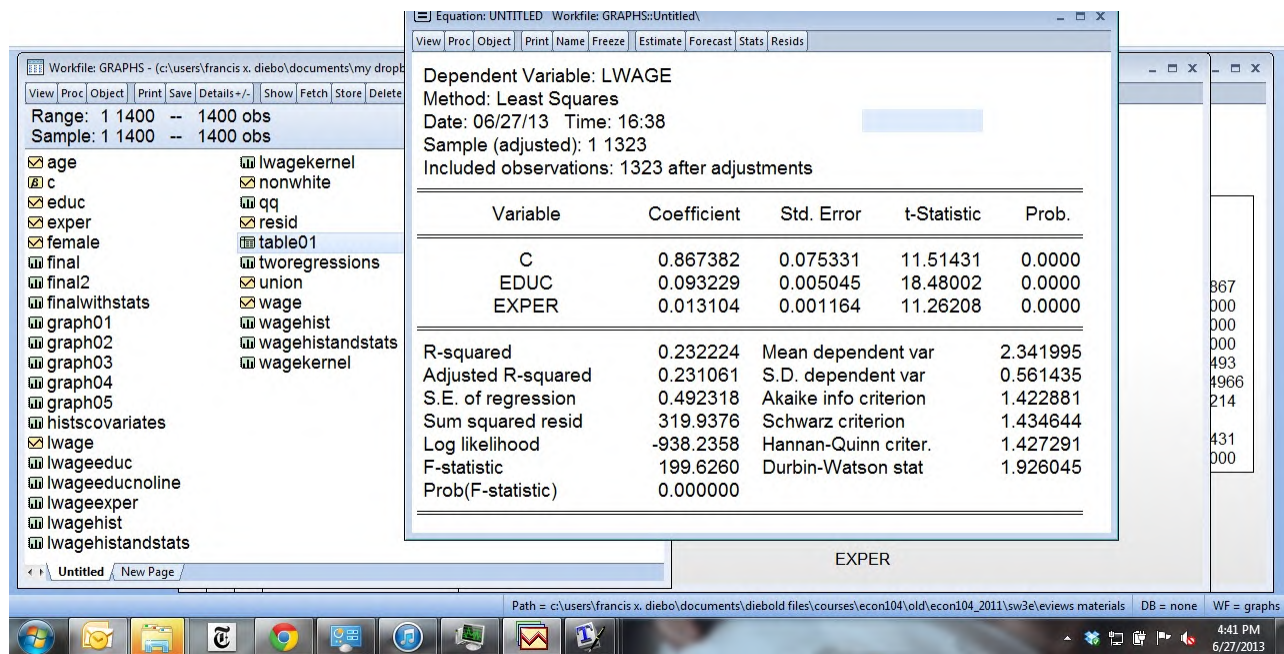 Equation: UNTITLED Workfile: GRAPHS::Untitled\
View Proc Object Print Name Freeze Estimate Forecast Stats Resids
Dependent Variable: LWAGE
Method: Least Squares
Date: 06/27/13 Time: 16:38
Sample (adjusted): 1 1323
Included observations: 1323 after adjustments
Variable Coefficient Std. Error t-Statistic Prob.
C 0.867382 0.075331 11.51431 0.0000
EDUC 0.093229 0.005045 18.48002 0.0000
EXPER 0.013104 0.001164 11.26208 0.0000
R-squared 0.232224 Mean dependent var 2.341995
Adjusted R-squared 0.231061 S.D. dependent var 0.561435
S.E. of regression 0.492318 Akaike info criterion 1.422881
Sum squared resid 319.9376 Schwarz criterion 1.434644
Log likelihood -938.2358 Hannan-Quinn criter. 1.427291
F-statistic 199.6260 Durbin-Watson stat 1.926045
Prob(F-statistic) 0.000000
Workfile: GRAPHS - (c:\users\francis x. diebo\documents\my dropb
View Proc Object Print Save Details+/- Show Fetch Store Delete
Range: 1 1400 -- 1400 obs
Sample: 1 1400 -- 1400 obs
age
c
educ
exper
female
final
final2
finalwithstats
graph01
graph02
graph03
graph04
graph05
histscovariates
lwage
lwageeduc
lwageeducnoline
lwageexper
lwagehist
lwagehistandstats
lwagekernel
nonwhite
qq
resid
table01
tworegressions
union
wage
wagehist
wagehistandstats
wagekernel
Untitled New Page
867
000
000
000
493
4966
214
431
000
EXPER
Path = c:\users\francis x. diebo\documents\diebold files\courses\econ104\old\econ104_2011\sw3e\eviews materials DB = none WF = graphs
4:41 PM
6/27/2013